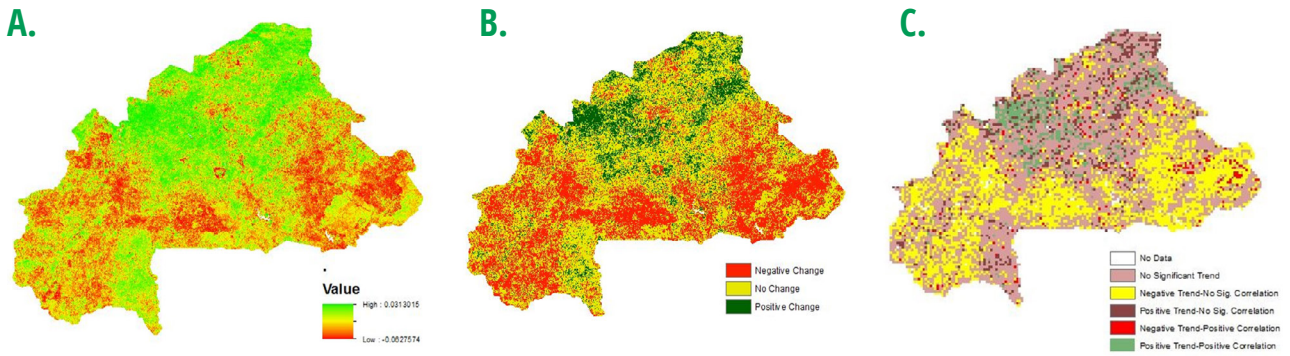 A.
B.
C.
Value
High : 0.0313015
Low : -0.0627574
Negative Change
No Change
Positive Change
No Data
No Significant Trend
Negative Trend-No Sig. Correlation
Positive Trend-No Sig. Correlation
Negative Trend-Positive Correlation
Positive Trend-Positive Correlation